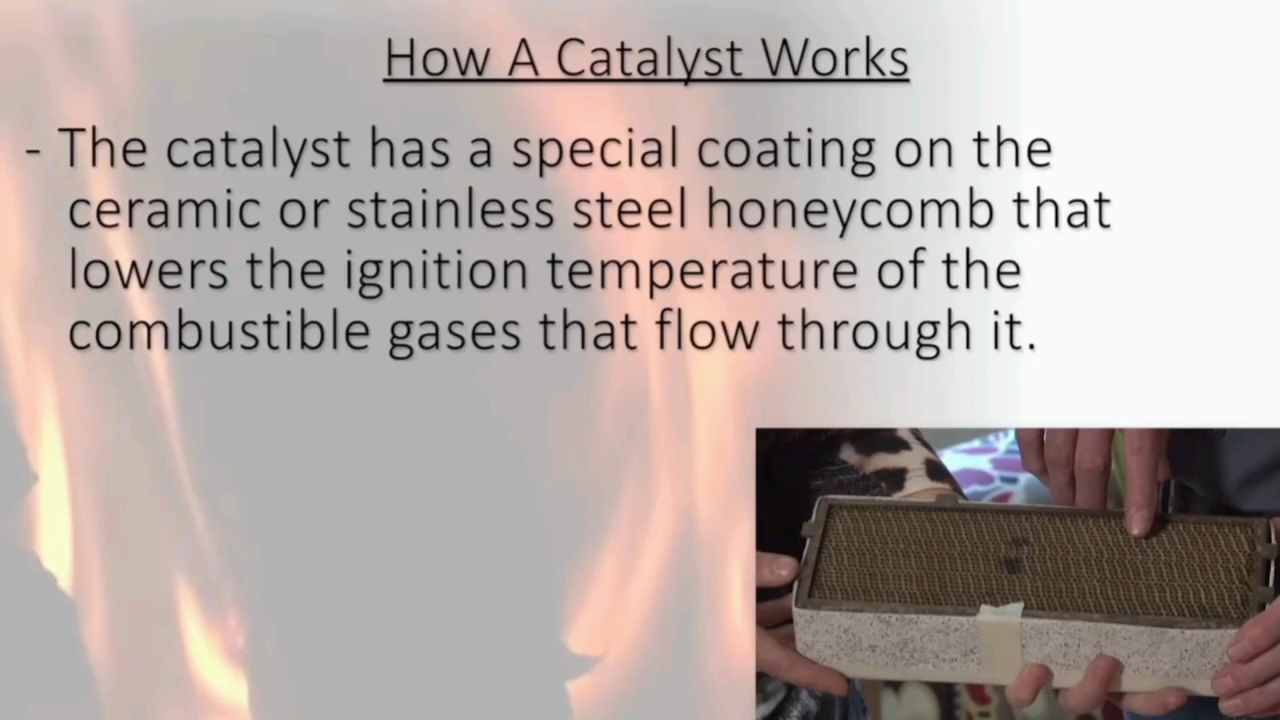 How A Catalyst Works
- The catalyst has a special coating on the
ceramic or stainless steel honeycomb that
lowers the ignition temperature of the
combustible gases that flow through it.